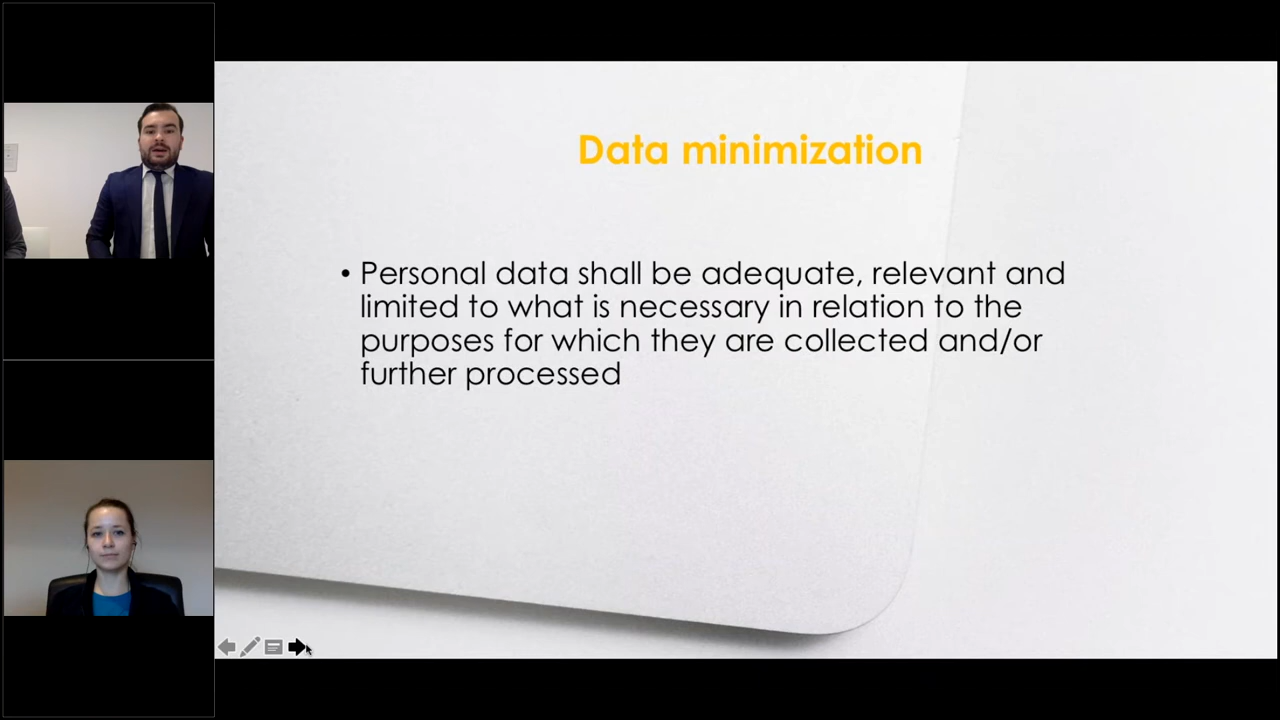 Data minimization
• Personal data shall be adequate, relevant and
limited to what is necessary in relation to the
purposes for which they are collected and/or
further processed